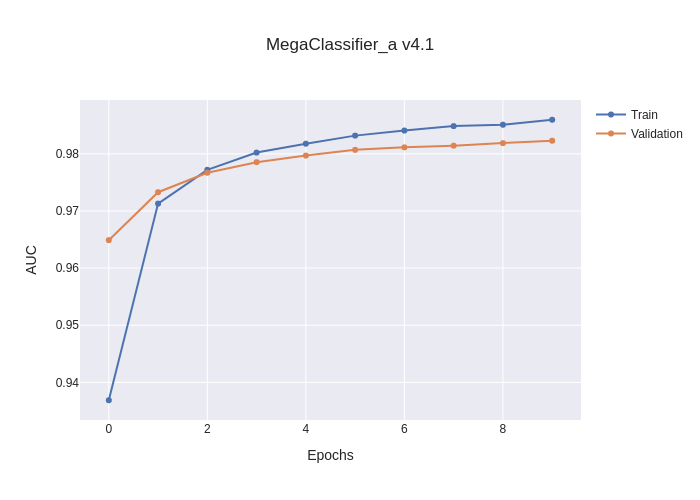 MegaClassifier_a v4.1
Train
Validation
0.98
0.97
0.96
0.95
0.94
AUC
0 2 4 6 8
Epochs